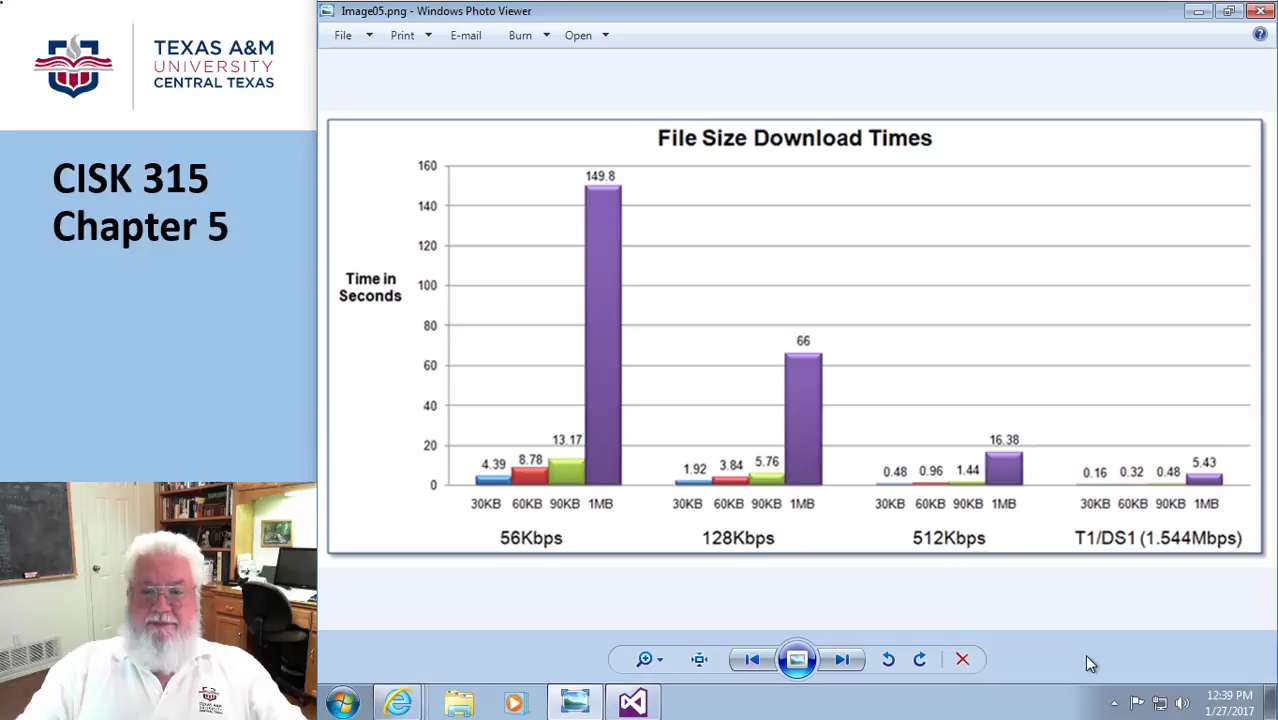 TEXAS A&M
UNIVERSITY
CENTRAL TEXAS
CISK 315
Chapter 5
Image05.png - Windows Photo Viewer
File Print E-mail Burn Open
File Size Download Times
Time in
Seconds
160
140
120
100
80
60
40
20
0
4.39 8.78 13.17 149.8
1.92 3.84 5.76 66
0.48 0.96 1.44 16.38
0.16 0.32 0.48 5.43
30KB 60KB 90KB 1MB 30KB 60KB 90KB 1MB 30KB 60KB 90KB 1MB 30KB 60KB 90KB 1MB
56Kbps 128Kbps 512Kbps T1/DS1 (1.544Mbps)
12:39 PM
1/27/2017